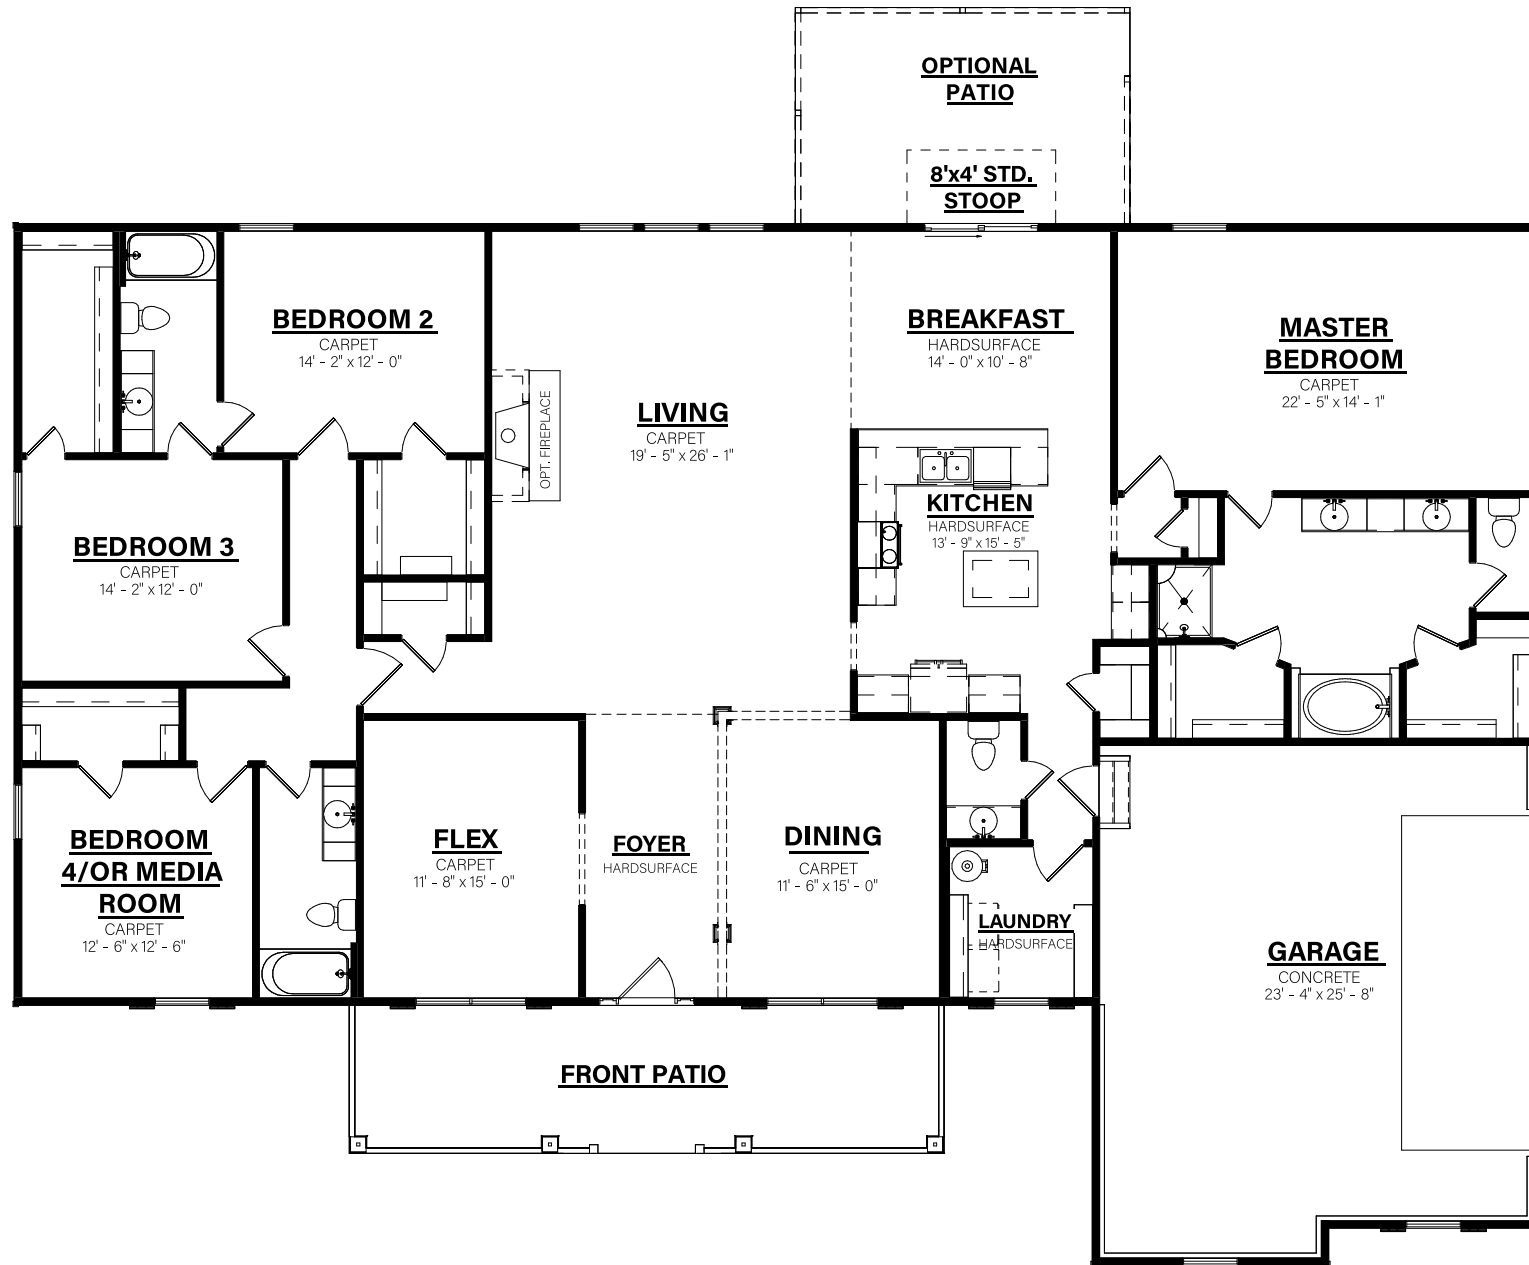 OPTIONAL
PATIO
8'x4' STD.
STOOP
BEDROOM 2
CARPET
14' - 2" x 12' - 0"
BREAKFAST
HARDSURFACE
14' - 0" x 10' - 8"
MASTER
BEDROOM
CARPET
22' - 5" x 14' - 1"
OPT. FIREPLACE
LIVING
CARPET
19' - 5" x 26' - 1"
KITCHEN
HARDSURFACE
13' - 9" x 15' - 5"
BEDROOM 3
CARPET
14' - 2" x 12' - 0"
BEDROOM
4/OR MEDIA
ROOM
CARPET
12' - 6" x 12' - 6"
FLEX
CARPET
11' - 8" x 15' - 0"
FOYER
HARDSURFACE
DINING
CARPET
11' - 6" x 15' - 0"
LAUNDRY
HARDSURFACE
GARAGE
CONCRETE
23' - 4" x 25' - 8"
FRONT PATIO